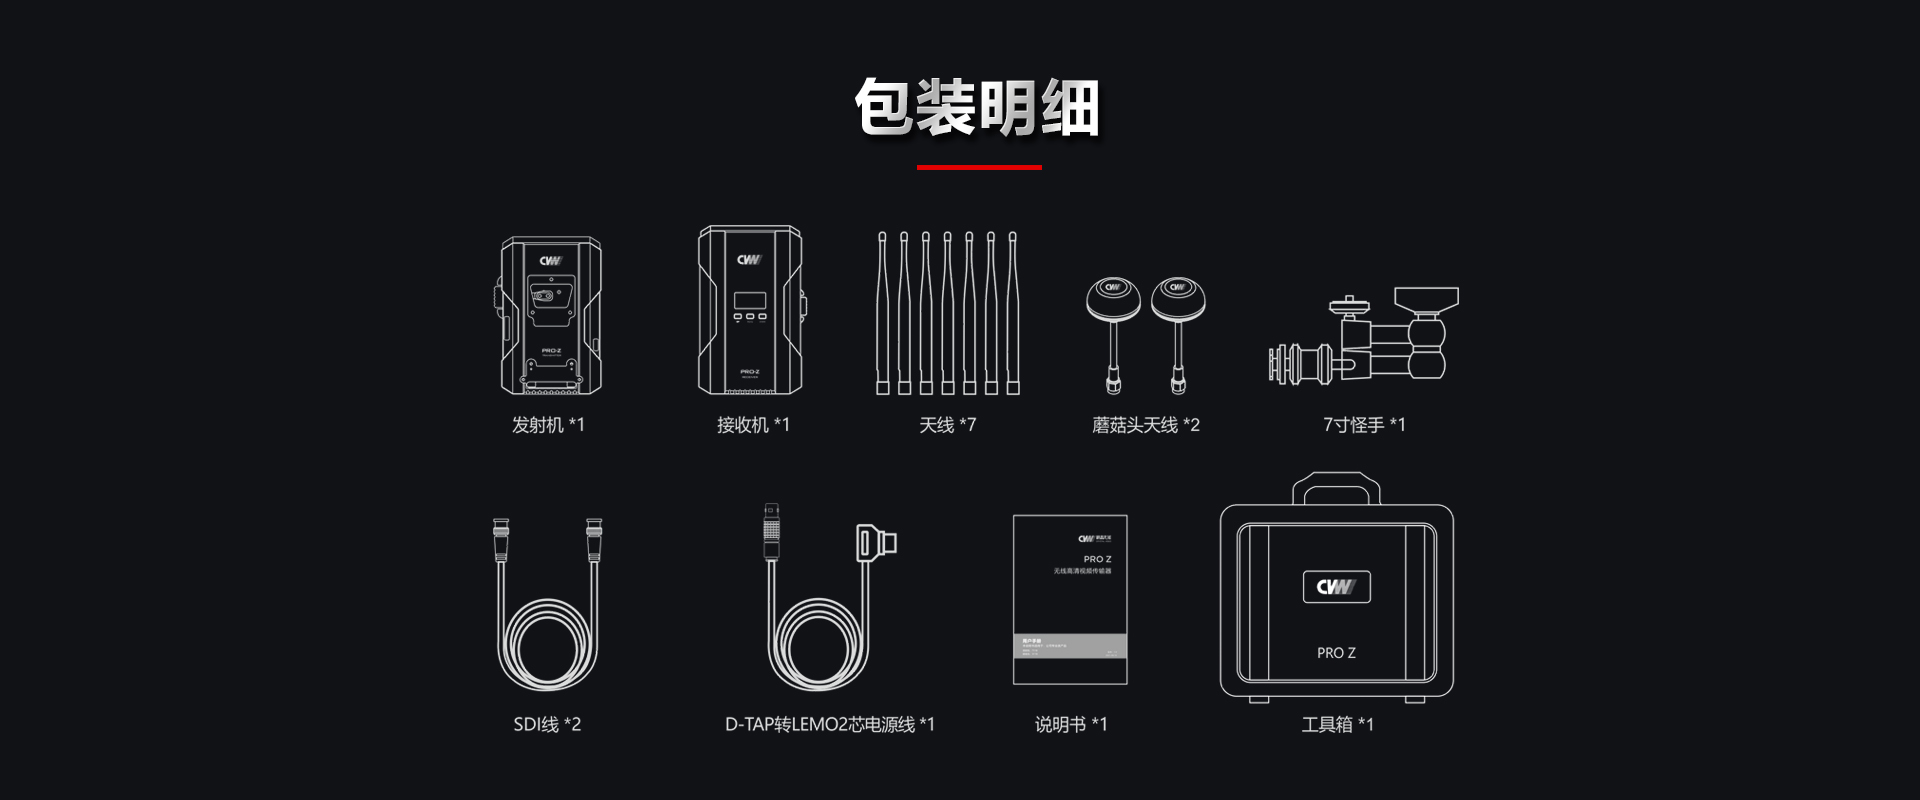 包装明细
CVW
PRO-Z
CVW
PRO-Z
RECEIVER
CVW
CVW
发射机 *1
接收机 *1
天线 *7
蘑菇头天线 *2
7寸怪手 *1
CVW
PRO Z
无线高清视频传输器
用户手册
CVW
PRO Z
SDI线 *2
D-TAP转LEMO2芯电源线 *1
说明书 *1
工具箱 *1